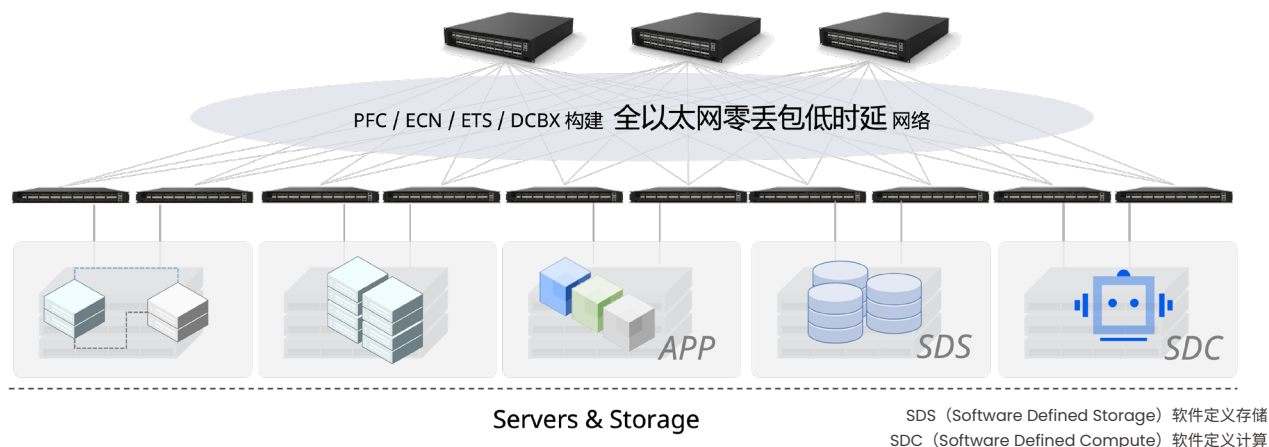 PFC / ECN / ETS / DCBX 构建 全以太网零丢包低时延 网络
APP
SDS
SDC
Servers & Storage
SDS（Software Defined Storage）软件定义存储
SDC（Software Defined Compute）软件定义计算